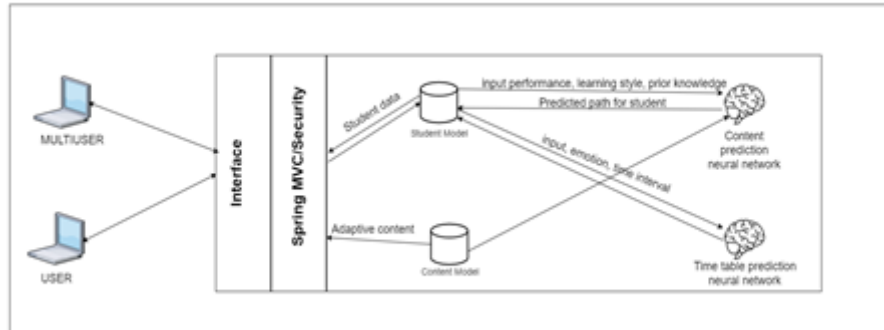 MULTIUSER
USER
Interface
Spring MVC/Security
Student data
Student Model
Input performance, learning style, prior knowledge
Predicted path for student
input, emotion, time interval
Content
prediction
neural network
Adaptive content
Content Model
Time table prediction
neural network